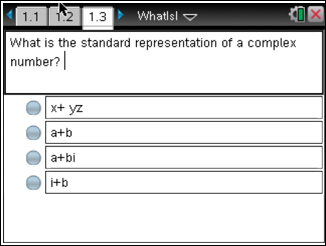 1.1 1.2 1.3 WhatIsI
What is the standard representation of a complex
number?
x+ yz
a+b
a+bi
i+b